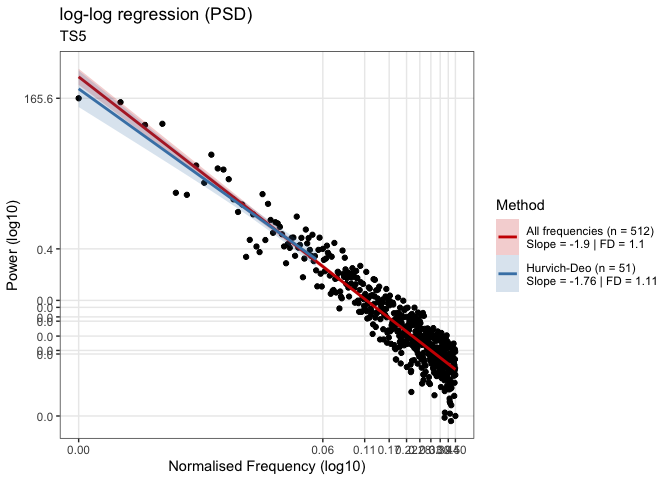 log-log regression (PSD)
TS5
Power (log10)
165.6
0.4
0.0
0.0
0.0
0.0
0.0
0.0
0.0
0.0
0.00
0.06
0.11
0.17
Normalised Frequency (log10)
Method
All frequencies (n = 512)
Slope = -1.9 | FD = 1.1
Hurvich-Deo (n = 51)
Slope = -1.76 | FD = 1.11